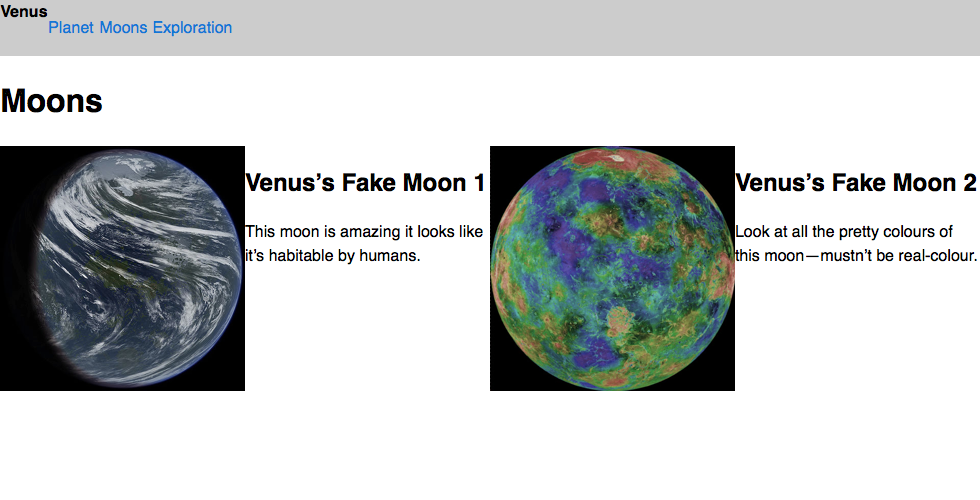 Venus
Planet Moons Exploration
Moons
Venus’s Fake Moon 1
This moon is amazing it looks like
it’s habitable by humans.
Venus’s Fake Moon 2
Look at all the pretty colours of
this moon—mustn’t be real-colour.